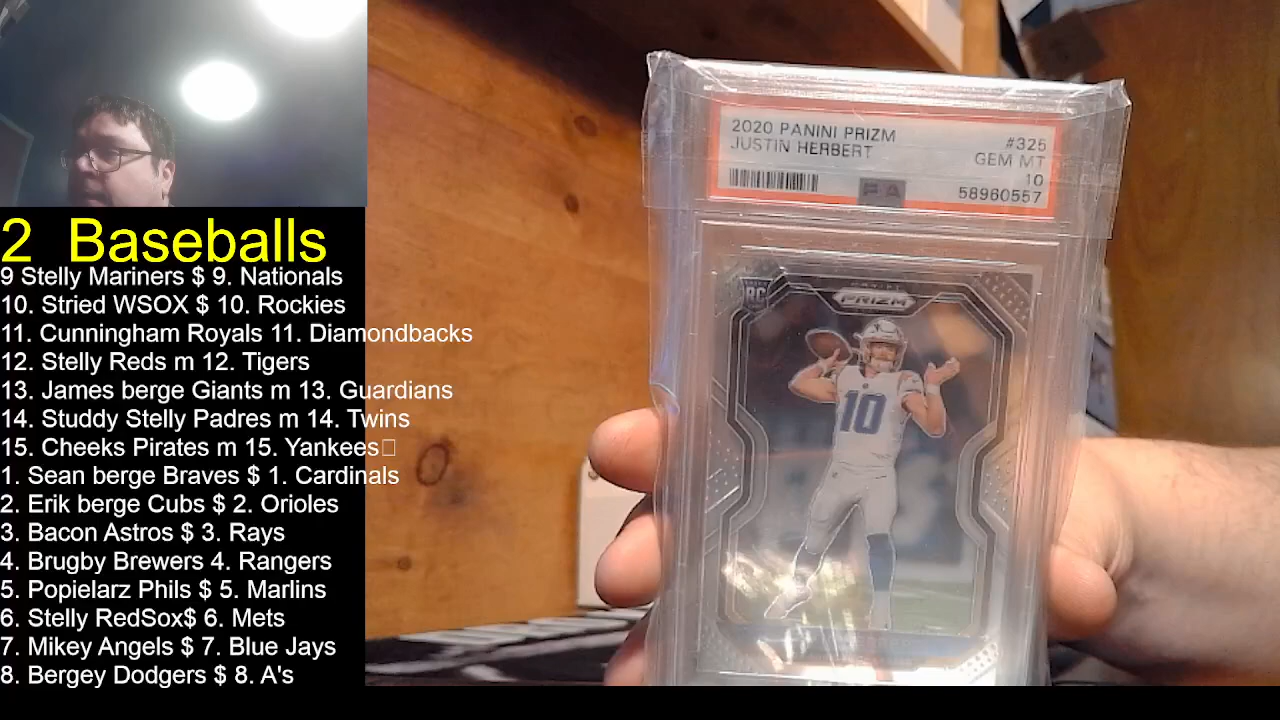 2 Baseballs
9 Stelly Mariners $ 9. Nationals
10. Stried WSOX $ 10. Rockies
11. Cunningham Royals 11. Diamondbacks
12. Stelly Reds m 12. Tigers
13. James berge Giants m 13. Guardians
14. Studdy Stelly Padres m 14. Twins
15. Cheeks Pirates m 15. Yankees
1. Sean berge Braves $ 1. Cardinals
2. Erik berge Cubs $ 2. Orioles
3. Bacon Astros $ 3. Rays
4. Brugby Brewers 4. Rangers
5. Popielarz Phils $ 5. Marlins
6. Stelly RedSox$ 6. Mets
7. Mikey Angels $ 7. Blue Jays
8. Bergey Dodgers $ 8. A's
2020 PANINI PRIZM #325
JUSTIN HERBERT GEM MT
10
PSA 58960557
RC
PANINI
PRIZM
10